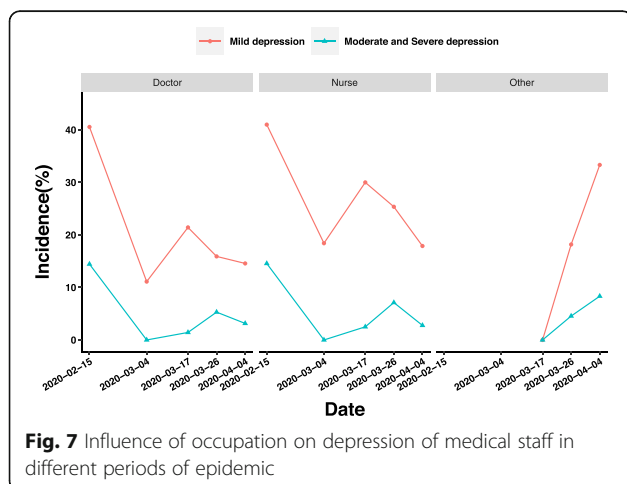 Mild depression Moderate and Severe depression
Doctor Nurse Other
Incidence(%)
40
30
20
10
0
2020−02−15 2020−03−04 2020−03−17 2020−03−26 2020−04−04 2020−02−15 2020−03−04 2020−03−17 2020−03−26 2020−04−04 2020−02−15 2020−03−04 2020−03−17 2020−03−26 2020−04−04
Date
Fig. 7 Influence of occupation on depression of medical staff in
different periods of epidemic